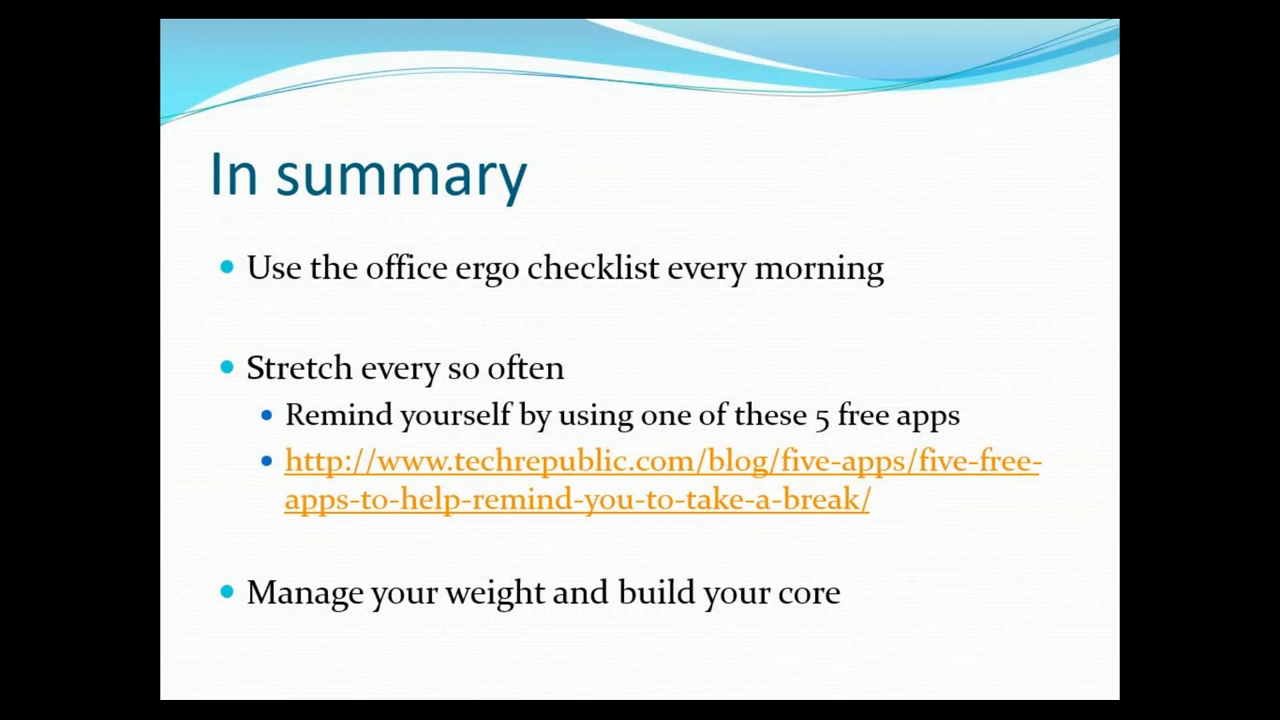 In summary
Use the office ergo checklist every morning
Stretch every so often
Remind yourself by using one of these 5 free apps
http://www.techrepublic.com/blog/five-apps/five-free-
apps-to-help-remind-you-to-take-a-break/
Manage your weight and build your core